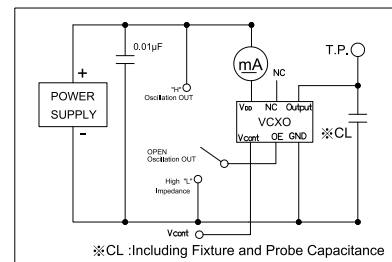 0.01µF
T.P.
mA
NC
"H"
Oscillation OUT
+
POWER
SUPPLY
-
VDD NC Output
VCXO
Vcont OE GND
※CL
OPEN
Oscillation OUT
High "L"
Impedance
Vcont
※CL :Including Fixture and Probe Capacitance